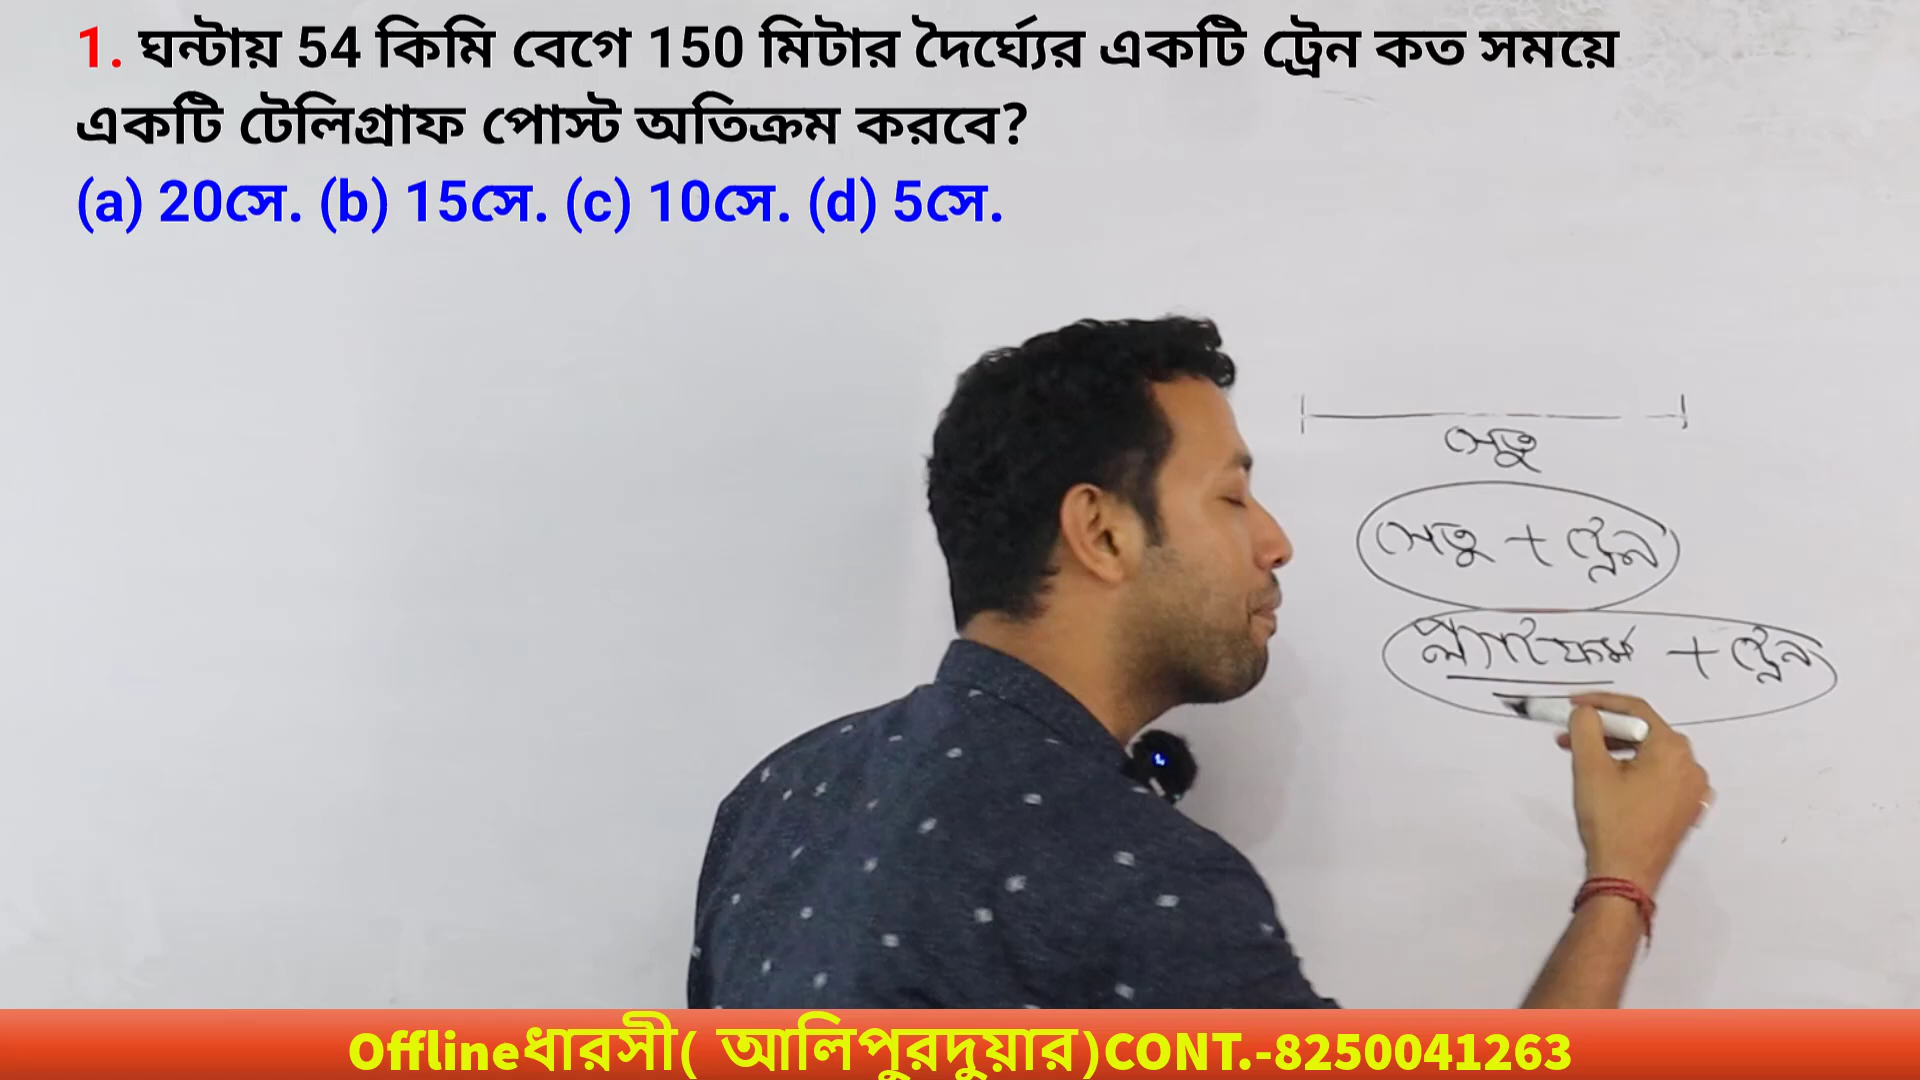 1. ঘন্টায় 54 কিমি বেগে 150 মিটার দৈর্ঘ্যের একটি ট্রেন কত সময়ে
একটি টেলিগ্রাফ পোস্ট অতিক্রম করবে?
(a) 20সে. (b) 15সে. (c) 10সে. (d) 5সে.
সেতু
সেতু + ট্রেন
প্ল্যাটফর্ম + ট্রেন
Offlineধারসী( আলিপুরদুয়ার)CONT.-8250041263